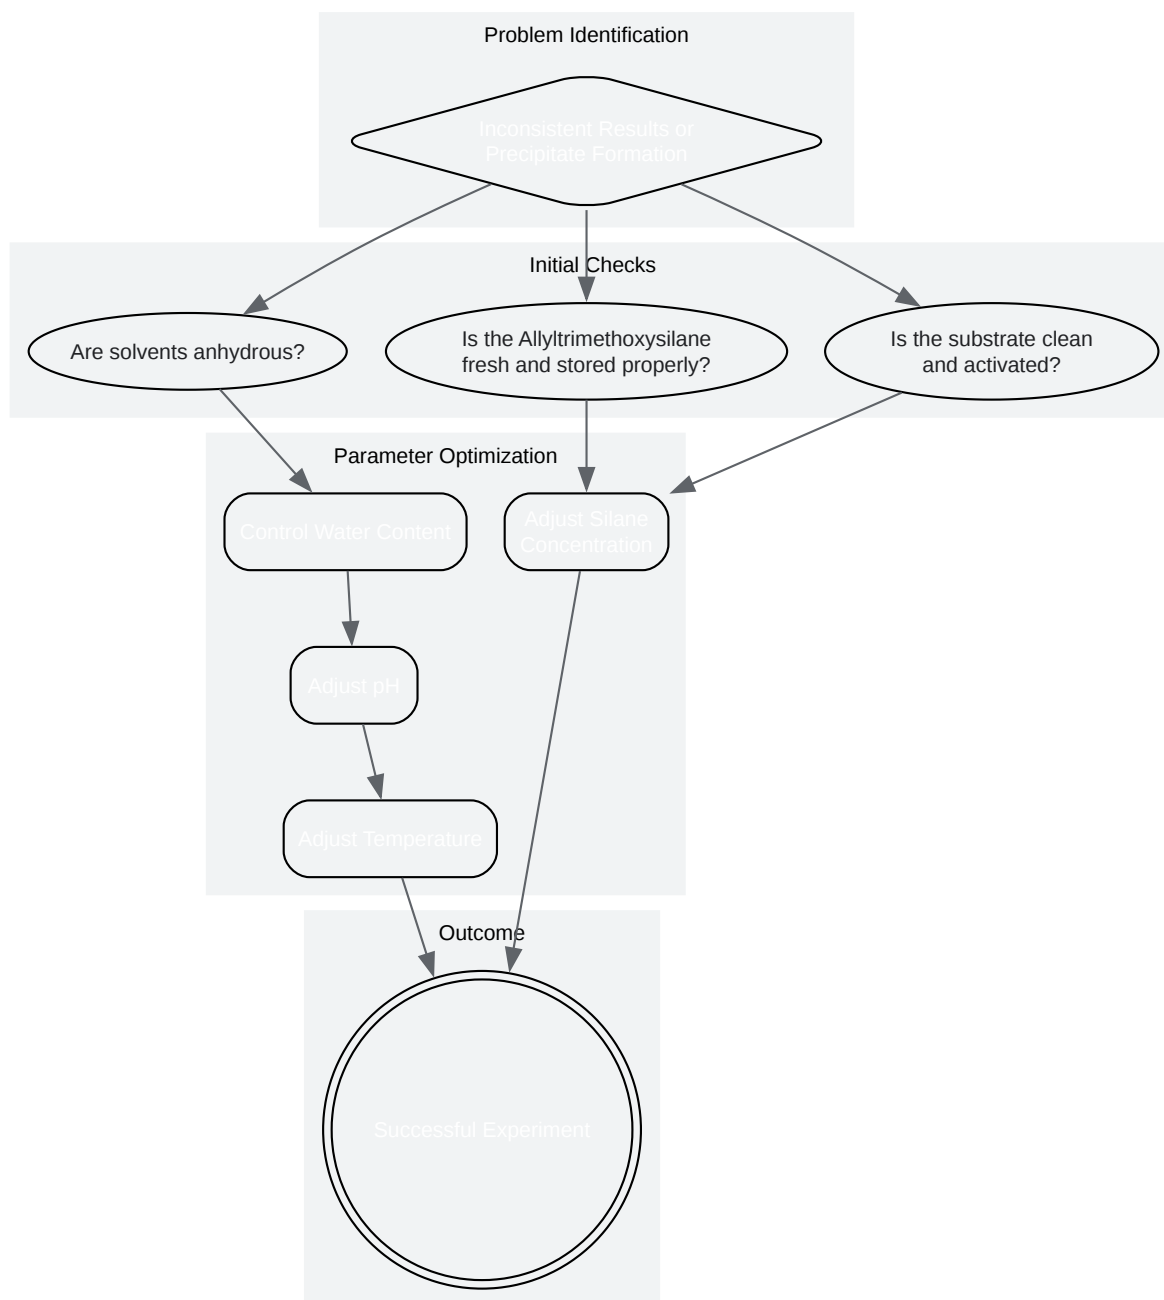 Problem Identification
Inconsistent Results or
Precipitate Formation
Initial Checks
Are solvents anhydrous?
Is the Allyltrimethoxysilane
fresh and stored properly?
Is the substrate clean
and activated?
Parameter Optimization
Control Water Content
Adjust Silane
Concentration
Adjust pH
Adjust Temperature
Outcome
Successful Experiment